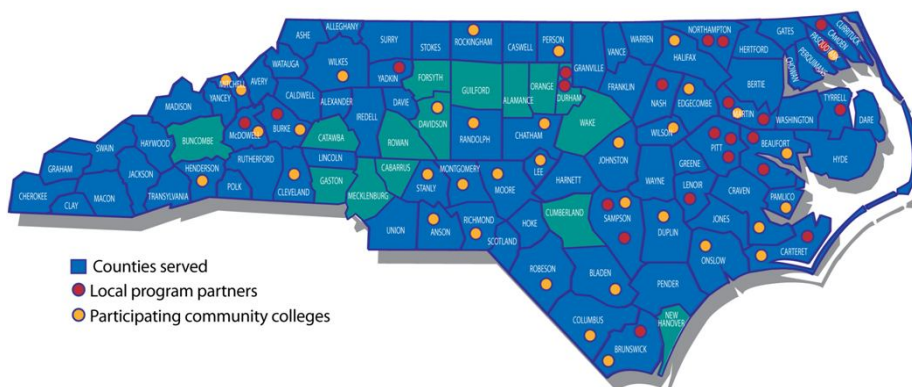 ALLEGHANY
ASHE
SURRY
STOKES
ROCKINGHAM
CASWELL
PERSON
GRANVILLE
VANCE
WARREN
NORTHAMPTON
HALIFAX
GATES
HERTFORD
CURRITUCK
CAMDEN
PASQUOTANK
PERQUIMANS
CHOWAN
WATAUGA
WILKES
YADKIN
FORSYTH
GUILFORD
ALAMANCE
ORANGE
DURHAM
FRANKLIN
NASH
EDGECOMBE
BERTIE
MITCHELL
AVERY
YANCEY
CALDWELL
ALEXANDER
DAVIE
IREDELL
DAVIDSON
RANDOLPH
CHATHAM
WAKE
WILSON
MARTIN
WASHINGTON
TYRRELL
DARE
MADISON
BURKE
McDOWELL
CATAWBA
ROWAN
JOHNSTON
GREENE
PITT
BEAUFORT
HYDE
SWAIN
HAYWOOD
BUNCOMBE
RUTHERFORD
LINCOLN
CABARRUS
MONTGOMERY
LEE
HARNETT
WAYNE
LENOIR
CRAVEN
PAMLICO
GRAHAM
JACKSON
HENDERSON
POLK
CLEVELAND
GASTON
MECKLENBURG
STANLY
MOORE
CHEROKEE
CLAY
MACON
TRANSYLVANIA
UNION
ANSON
RICHMOND
SCOTLAND
HOKE
CUMBERLAND
SAMPSON
DUPLIN
JONES
ONSLOW
CARTERET
ROBESON
BLADEN
PENDER
COLUMBUS
BRUNSWICK
NEW
HANOVER
Counties served
Local program partners
Participating community colleges